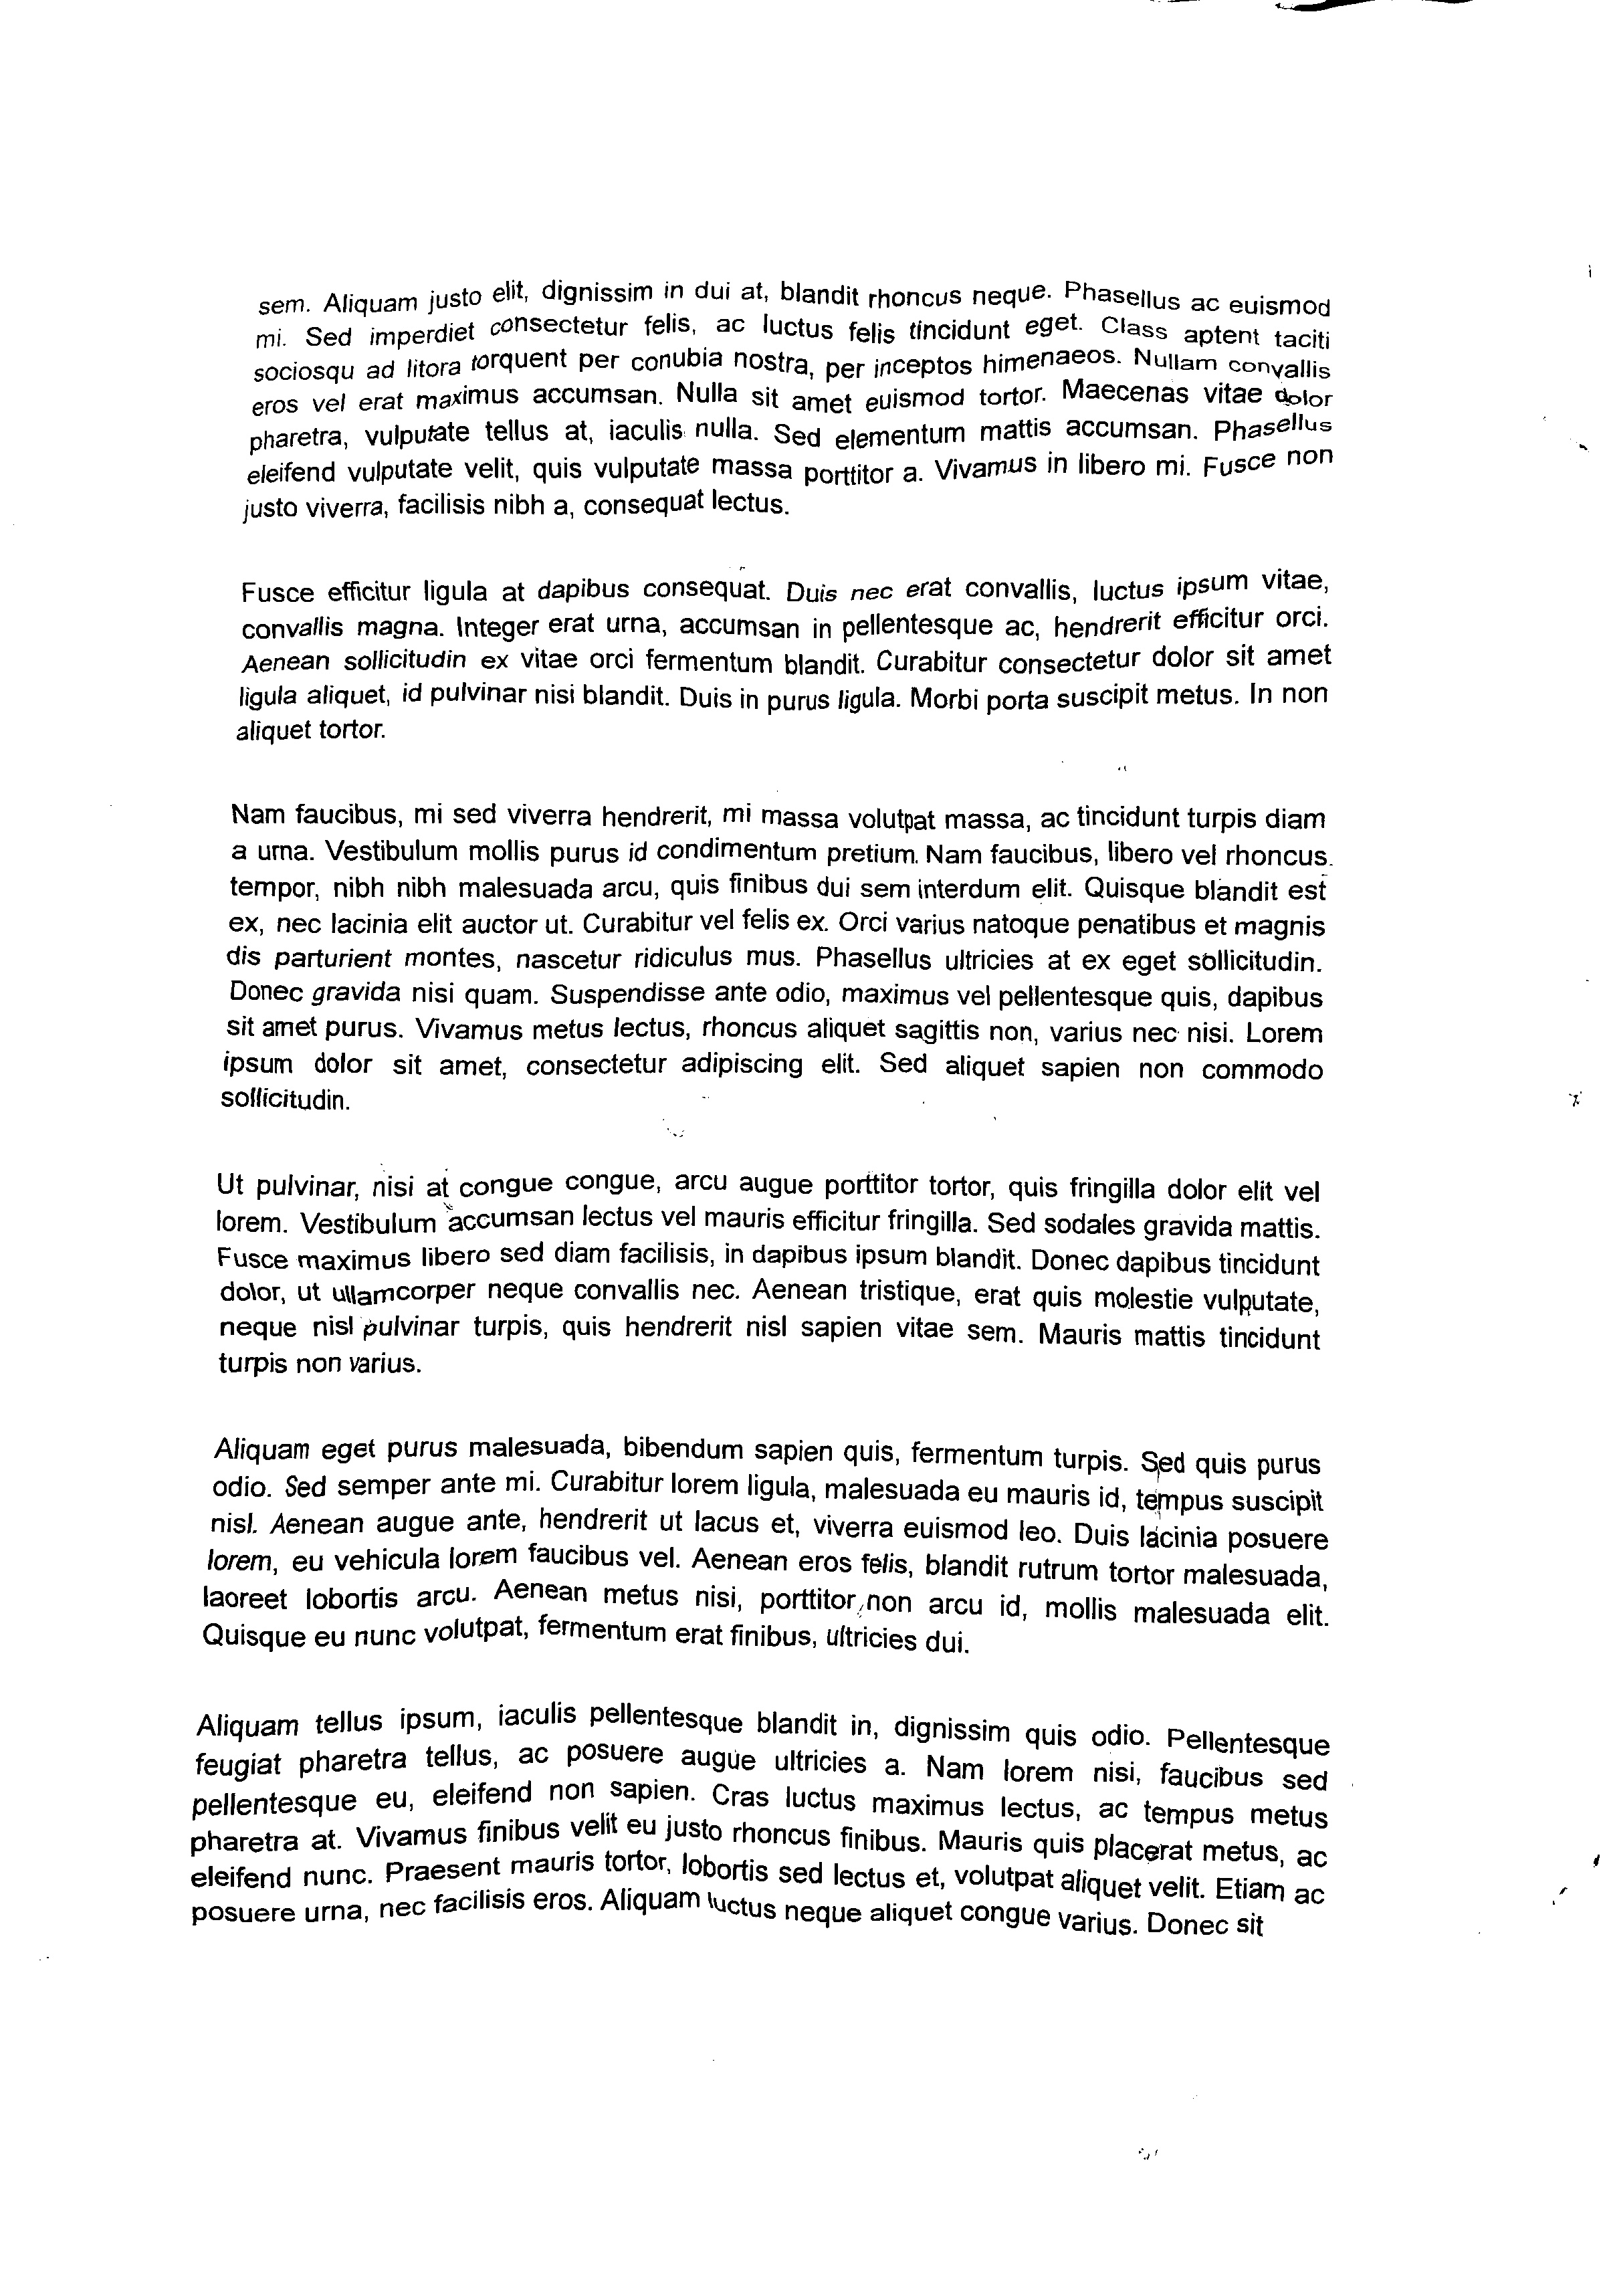 sem. Aliquam justo elit, dignissim in dui at, blandit rhoncus neque. Phasellus ac euismod
mi. Sed imperdiet consectetur felis, ac luctus felis tincidunt eget. Class aptent taciti
sociosqu ad litora torquent per conubia nostra, per inceptos himenaeos. Nullam convallis
eros vel erat maximus accumsan. Nulla sit amet euismod tortor. Maecenas vitae dolor
pharetra, vulputate tellus at, iaculis nulla. Sed elementum mattis accumsan. Phasellus
eleifend vulputate velit, quis vulputate massa porttitor a. Vivamus in libero mi. Fusce non
justo viverra, facilisis nibh a, consequat lectus.
Fusce efficitur ligula at dapibus consequat. Duis nec erat convallis, luctus ipsum vitae,
convallis magna. Integer erat urna, accumsan in pellentesque ac, hendrerit efficitur orci.
Aenean sollicitudin ex vitae orci fermentum blandit. Curabitur consectetur dolor sit amet
ligula aliquet, id pulvinar nisi blandit. Duis in purus ligula. Morbi porta suscipit metus. In non
aliquet tortor.
Nam faucibus, mi sed viverra hendrerit, mi massa volutpat massa, ac tincidunt turpis diam
a urna. Vestibulum mollis purus id condimentum pretium. Nam faucibus, libero vel rhoncus
tempor, nibh nibh malesuada arcu, quis finibus dui sem interdum elit. Quisque blandit est
ex, nec lacinia elit auctor ut. Curabitur vel felis ex. Orci varius natoque penatibus et magnis
dis parturient montes, nascetur ridiculus mus. Phasellus ultricies at ex eget sollicitudin.
Donec gravida nisi quam. Suspendisse ante odio, maximus vel pellentesque quis, dapibus
sit amet purus. Vivamus metus lectus, rhoncus aliquet sagittis non, varius nec nisi. Lorem
ipsum dolor sit amet, consectetur adipiscing elit. Sed aliquet sapien non commodo
sollicitudin.
Ut pulvinar, nisi at congue congue, arcu augue porttitor tortor, quis fringilla dolor elit vel
lorem. Vestibulum accumsan lectus vel mauris efficitur fringilla. Sed sodales gravida mattis.
Fusce maximus libero sed diam facilisis, in dapibus ipsum blandit. Donec dapibus tincidunt
dolor, ut ullamcorper neque convallis nec. Aenean tristique, erat quis molestie vulputate,
neque nisl pulvinar turpis, quis hendrerit nisl sapien vitae sem. Mauris mattis tincidunt
turpis non varius.
Aliquam eget purus malesuada, bibendum sapien quis, fermentum turpis. Sed quis purus
odio. Sed semper ante mi. Curabitur lorem ligula, malesuada eu mauris id, tempus suscipit
nisl. Aenean augue ante, hendrerit ut lacus et, viverra euismod leo. Duis lacinia posuere
lorem, eu vehicula lorem faucibus vel. Aenean eros felis, blandit rutrum tortor malesuada,
laoreet lobortis arcu. Aenean metus nisi, porttitor non arcu id, mollis malesuada elit.
Quisque eu nunc volutpat, fermentum erat finibus, ultricies dui.
Aliquam tellus ipsum, iaculis pellentesque blandit in, dignissim quis odio. Pellentesque
feugiat pharetra tellus, ac posuere augue ultricies a. Nam lorem nisi, faucibus sed
pellentesque eu, eleifend non sapien. Cras luctus maximus lectus, ac tempus metus
pharetra at. Vivamus finibus velit eu justo rhoncus finibus. Mauris quis placerat metus, ac
eleifend nunc. Praesent mauris tortor, lobortis sed lectus et, volutpat aliquet velit. Etiam ac
posuere urna, nec facilisis eros. Aliquam luctus neque aliquet congue varius. Donec sit